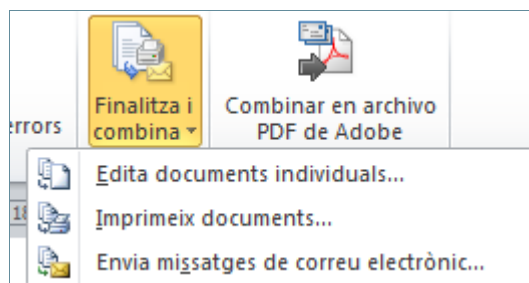 Finalitza i
combina
Combinar en archivo
PDF de Adobe
errors
Edita documents individuals...
18
Imprimeix documents...
Envia missatges de correu electrònic...